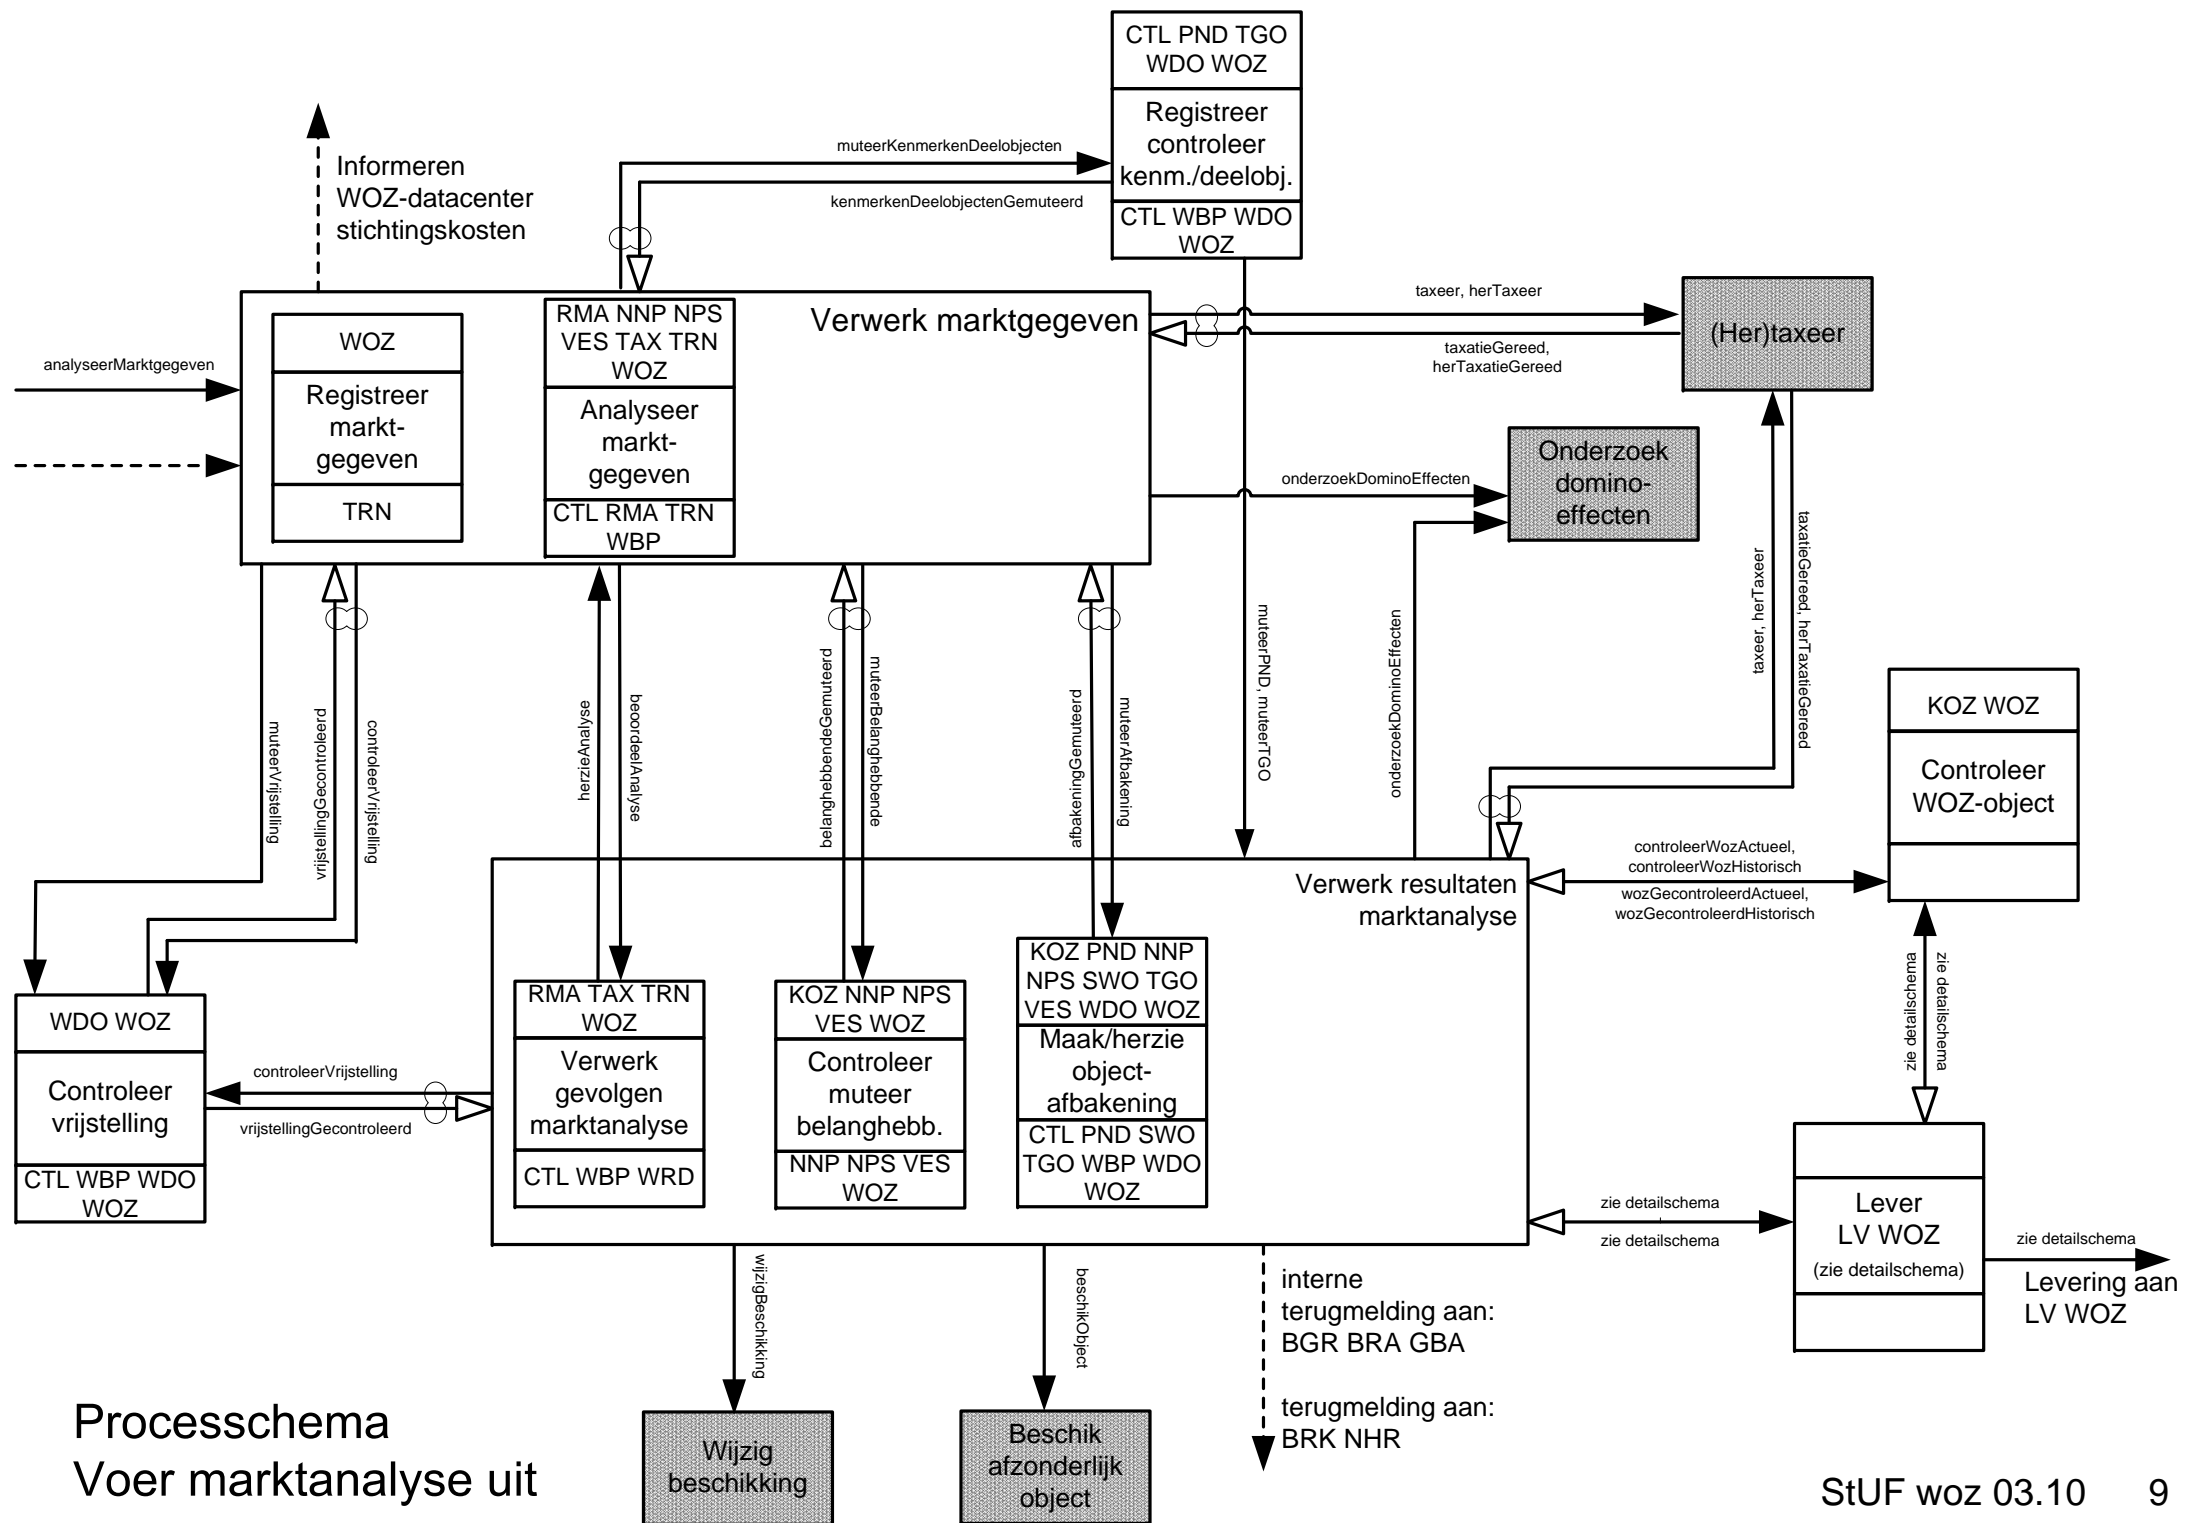 CTL PND TGO
WDO WOZ
Registreer
controleer
kenm./deelobj.
CTL WBP WDO
WOZ
muteerKenmerkenDeelobjecten
kenmerkenDeelobjectenGemuteerd
Informeren
WOZ-datacenter
stichtingskosten
analyseerMarktgegeven
WOZ
Registreer
markt-
gegeven
TRN
RMA NNP NPS
VES TAX TRN
WOZ
Analyseer
markt-
gegeven
CTL RMA TRN
WBP
Verwerk marktgegeven
taxeer, herTaxeer
taxatieGereed,
herTaxatieGereed
(Her)taxeer
onderzoekDominoEffecten
Onderzoek
domino-
effecten
muteerVrijstelling
vrijstellingGecontroleerd
controleerVrijstelling
herzieAnalyse
beoordeelAnalyse
belanghebbendeGemuteerd
muteerBelanghebbende
afbakeningGemuteerd
muteerAfbakening
muteerPND, muteerTGO
onderzoekDominoEffecten
taxeer, herTaxeer
taxatieGereed, herTaxatieGereed
KOZ WOZ
Controleer
WOZ-object
controleerWozActueel,
controleerWozHistorisch
wozGecontroleerdActueel,
wozGecontroleerdHistorisch
zie detailschema
zie detailschema
Verwerk resultaten
marktanalyse
WDO WOZ
Controleer
vrijstelling
CTL WBP WDO
WOZ
controleerVrijstelling
vrijstellingGecontroleerd
RMA TAX TRN
WOZ
Verwerk
gevolgen
marktanalyse
CTL WBP WRD
KOZ NNP NPS
VES WOZ
Controleer
muteer
belanghebb.
NNP NPS VES
WOZ
KOZ PND NNP
NPS SWO TGO
VES WDO WOZ
Maak/herzie
object-
afbakening
CTL PND SWO
TGO WBP WDO
WOZ
zie detailschema
zie detailschema
Lever
LV WOZ
(zie detailschema)
zie detailschema
Levering aan
LV WOZ
wijzigBeschikking
beschikObject
interne
terugmelding aan:
BGR BRA GBA
terugmelding aan:
BRK NHR
Wijzig
beschikking
Beschik
afzonderlijk
object
Processchema
Voer marktanalyse uit
StUF woz 03.10 9